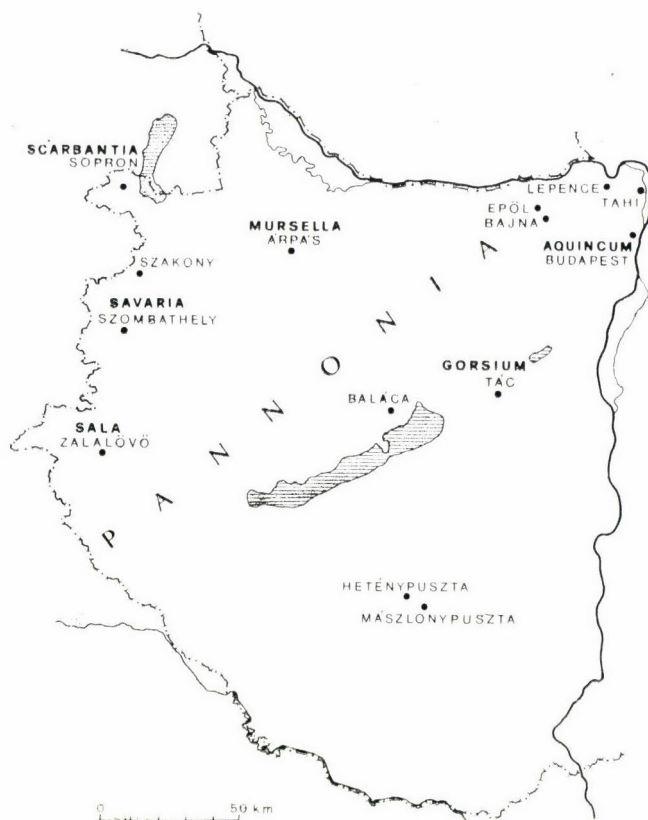 SCARBANTIA
SOPRON
LEPENCE
TAHI
EPÖL
BAJNA
MURSELLA
ÁRPÁS
AQUINCUM
BUDAPEST
SZAKONY
SAVARIA
SZOMBATHELY
PANNONIA
GORSIUM
TÁC
BALÁCA
SALA
ZALALÖVŐ
HETÉNYPUSZTA
MÁSZLONYPUSZTA
0 50 km